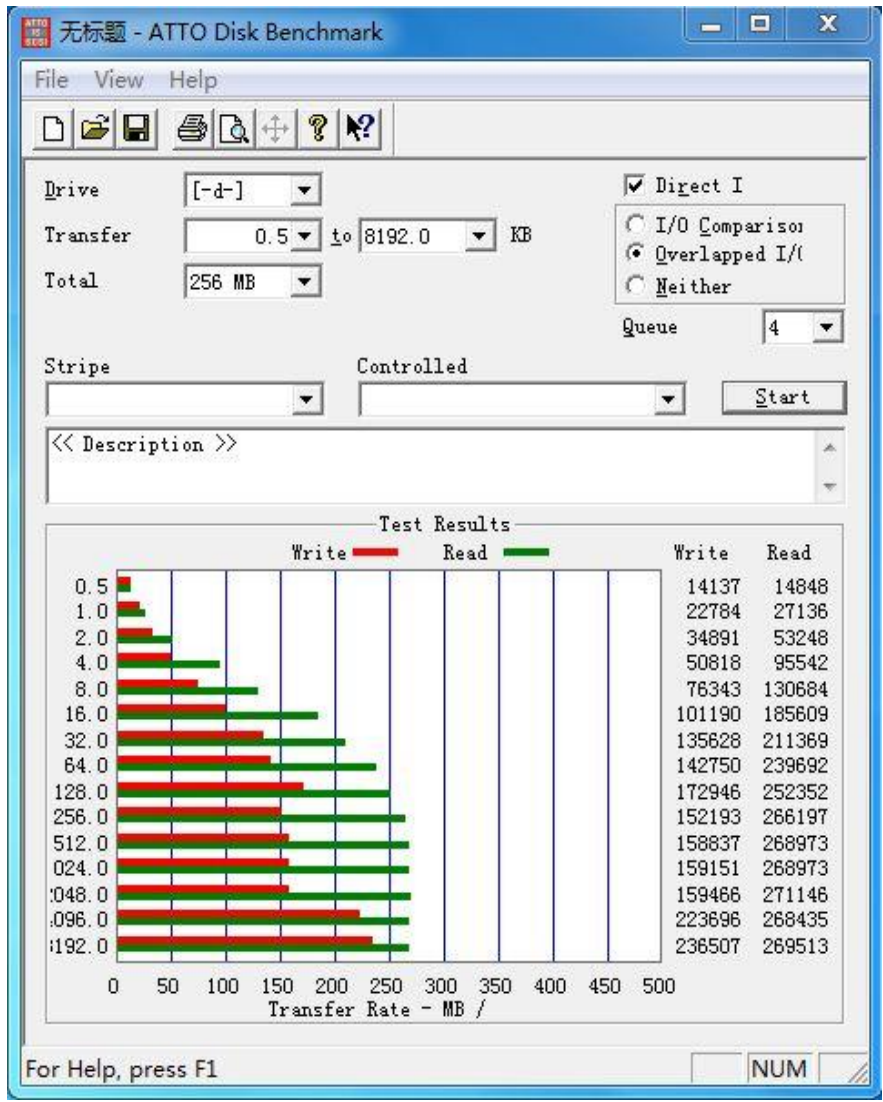 无标题 - ATTO Disk Benchmark
File View Help
Drive [-d-]
Direct I
Transfer 0.5 to 8192.0 KB
I/O Comparisor
Overlapped I/(
Total 256 MB
Neither
Queue 4
Stripe Controlled
Start
<< Description >>
Test Results
Write Read Write Read
0.5 14137 14848
1.0 22784 27136
2.0 34891 53248
4.0 50818 95542
8.0 76343 130684
16.0 101190 185609
32.0 135628 211369
64.0 142750 239692
128.0 172946 252352
256.0 152193 266197
512.0 158837 268973
024.0 159151 268973
2048.0 159466 271146
096.0 223696 268435
192.0 236507 269513
0 50 100 150 200 250 300 350 400 450 500
Transfer Rate - MB /
For Help, press F1 NUM